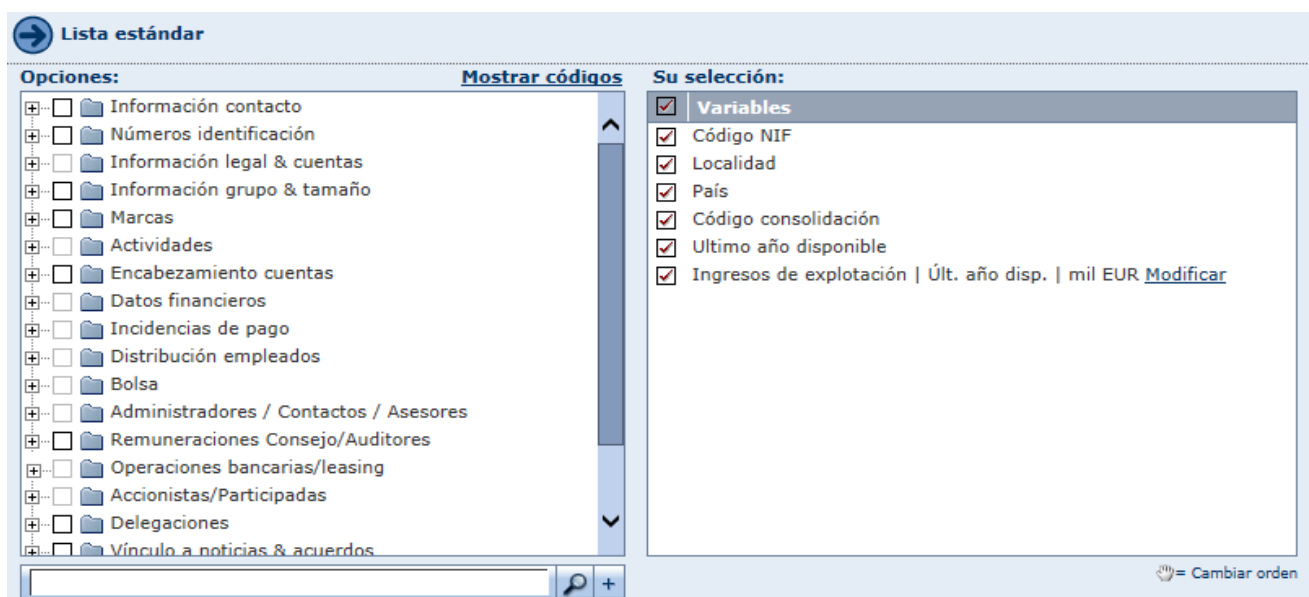 Lista estándar
Opciones: Mostrar códigos
Información contacto
Números identificación
Información legal & cuentas
Información grupo & tamaño
Marcas
Actividades
Encabezamiento cuentas
Datos financieros
Incidencias de pago
Distribución empleados
Bolsa
Administradores / Contactos / Asesores
Remuneraciones Consejo/Auditores
Operaciones bancarias/leasing
Accionistas/Participadas
Delegaciones
Vínculo a noticias & acuerdos
Su selección:
Variables
Código NIF
Localidad
País
Código consolidación
Ultimo año disponible
Ingresos de explotación | Últ. año disp. | mil EUR Modificar
= Cambiar orden